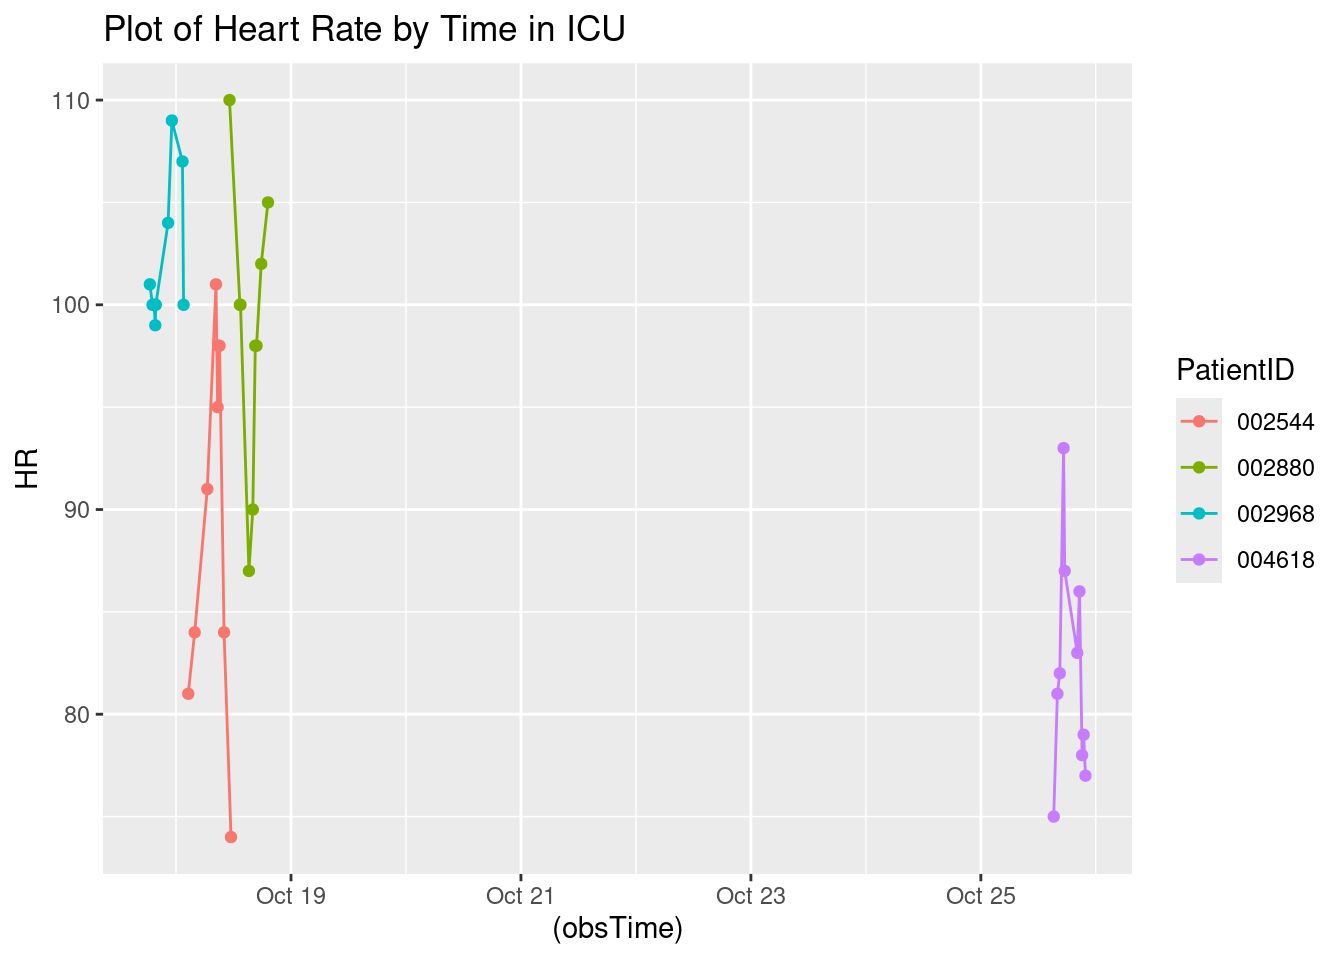 Plot of Heart Rate by Time in ICU
110
100
90
80
HR
Oct 19
Oct 21
Oct 23
Oct 25
(obsTime)
PatientID
002544
002880
002968
004618